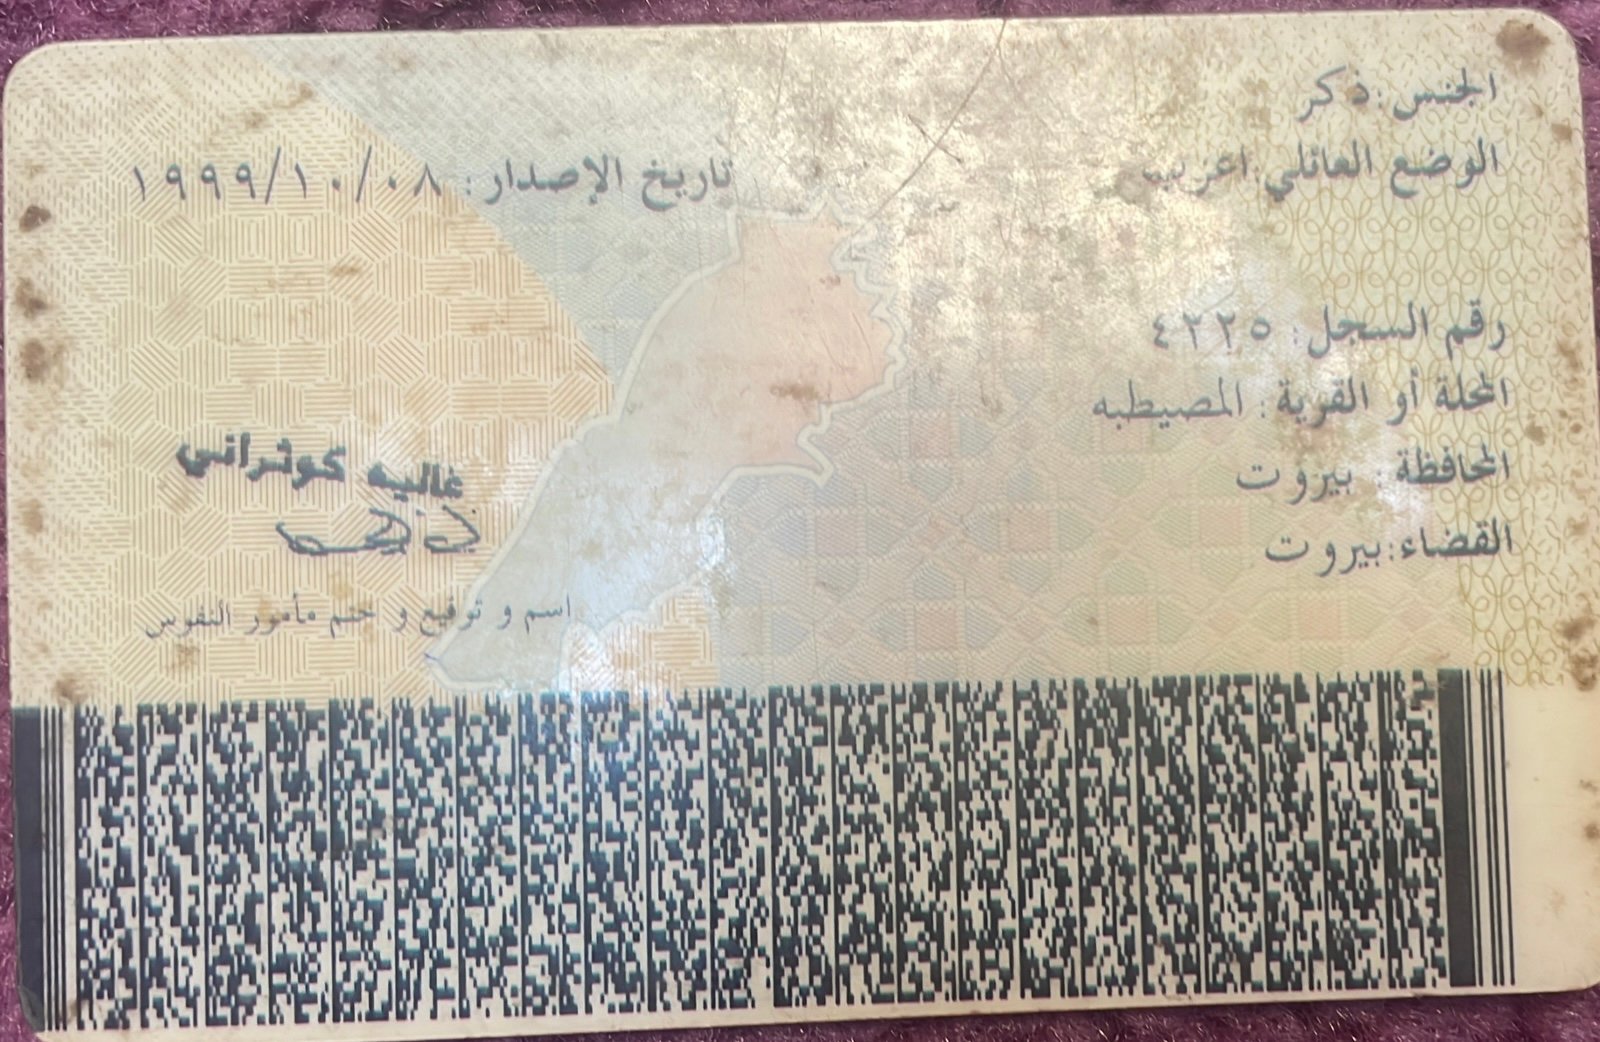 الجنس: ذكر
الوضع العائلي: اعزب
تاريخ الإصدار: ١٩٩٩/١٠/٠٨
رقم السجل: ٤٢٢٥
المحلة أو القرية: المصيطبه
المحافظة: بيروت
القضاء: بيروت
غاليه كوثراني
اسم و توقيع و ختم مأمور النفوس